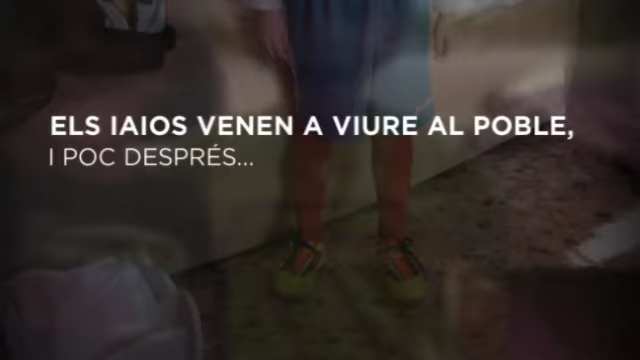 ELS IAIOS VENEN A VIURE AL POBLE,
I POC DESPRÉS...